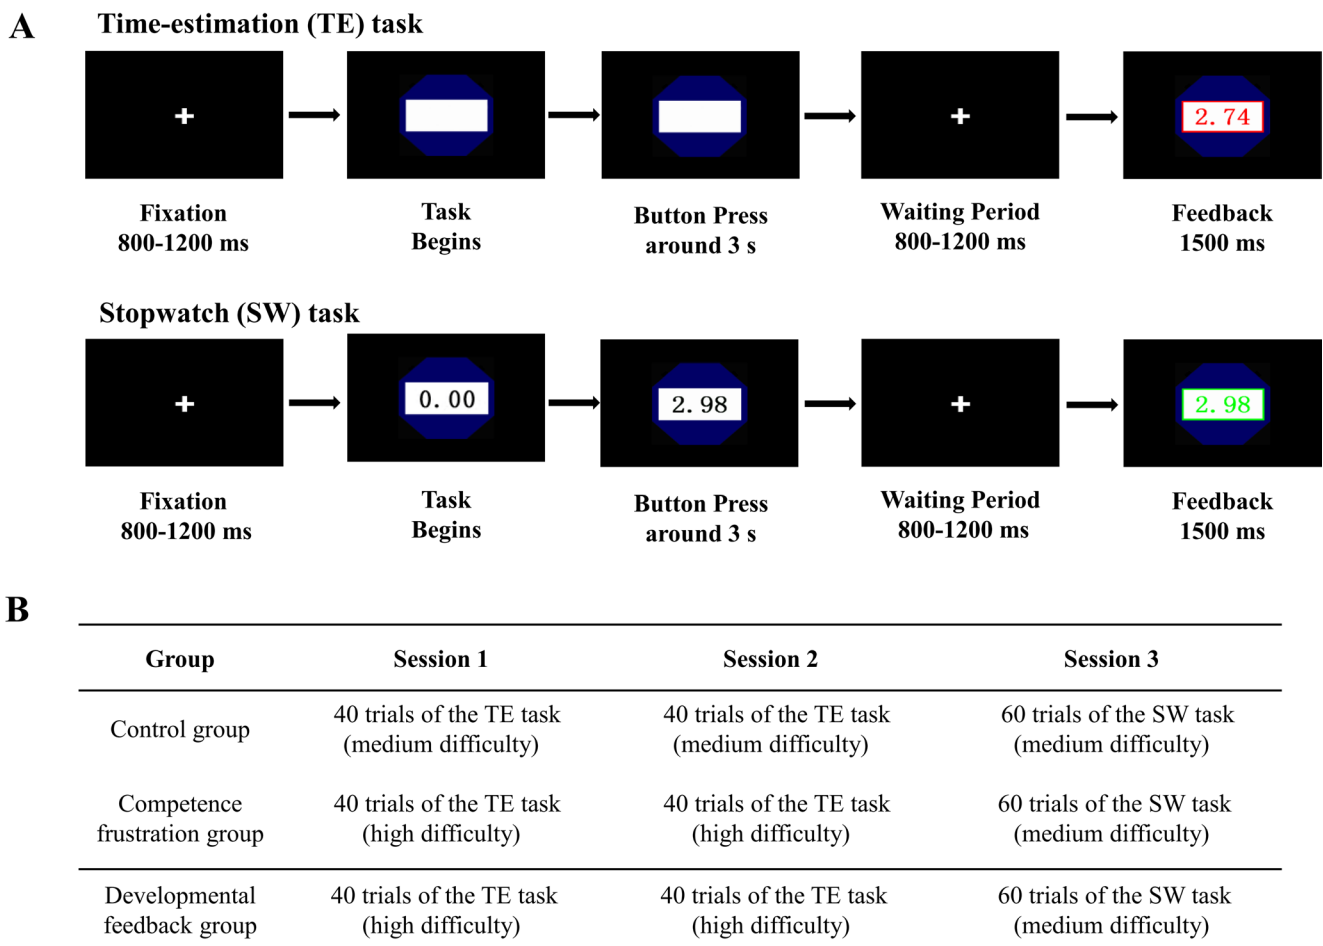 A
Time-estimation (TE) task
2.74
Fixation
800-1200 ms
Task
Begins
Button Press
around 3 s
Waiting Period
800-1200 ms
Feedback
1500 ms
Stopwatch (SW) task
0.00
2.98
2.98
Fixation
800-1200 ms
Task
Begins
Button Press
around 3 s
Waiting Period
800-1200 ms
Feedback
1500 ms
B
Group
Session 1
Session 2
Session 3
Control group
40 trials of the TE task
(medium difficulty)
40 trials of the TE task
(medium difficulty)
60 trials of the SW task
(medium difficulty)
Competence
frustration group
40 trials of the TE task
(high difficulty)
40 trials of the TE task
(high difficulty)
60 trials of the SW task
(medium difficulty)
Developmental
feedback group
40 trials of the TE task
(high difficulty)
40 trials of the TE task
(high difficulty)
60 trials of the SW task
(medium difficulty)